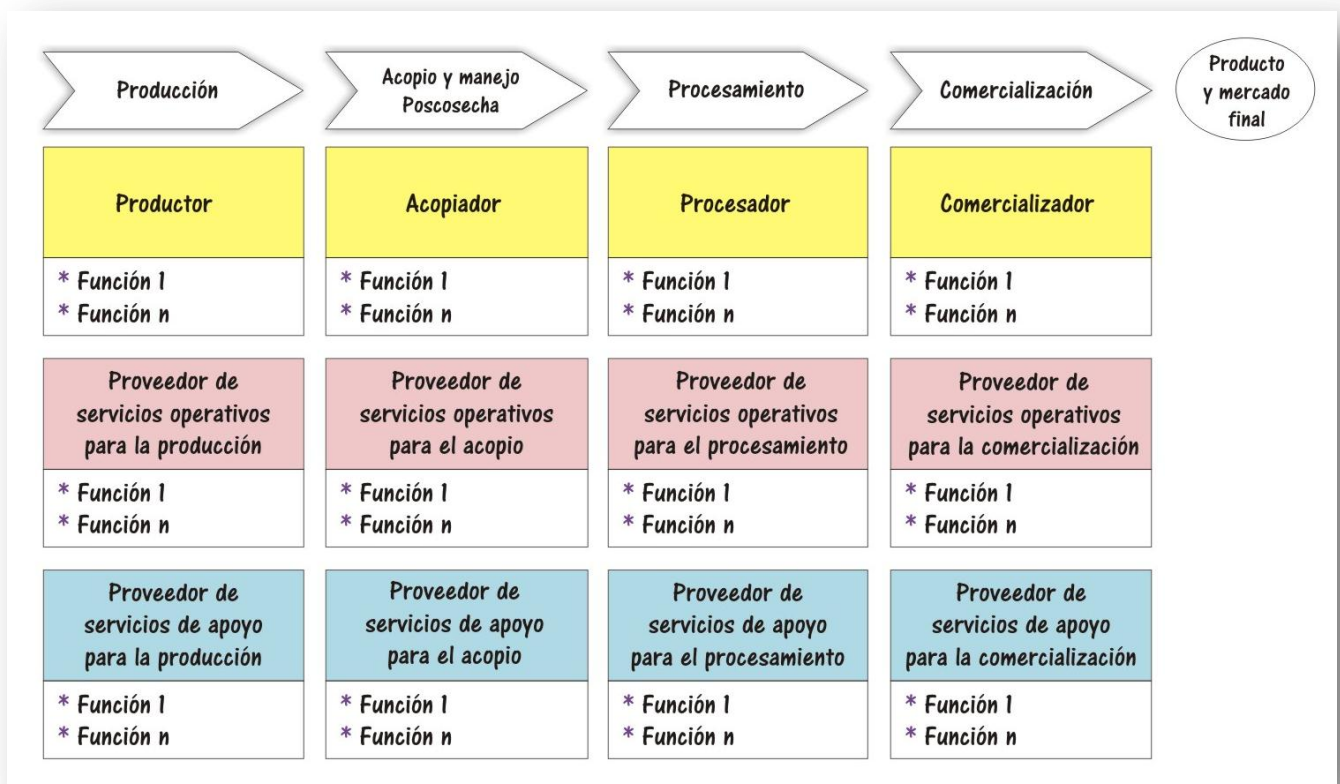 Producción
Acopio y manejo
Poscosecha
Procesamiento
Comercialización
Producto
y mercado
final
Productor
* Función 1
* Función n
Acopiador
* Función 1
* Función n
Procesador
* Función 1
* Función n
Comercializador
* Función 1
* Función n
Proveedor de
servicios operativos
para la producción
* Función 1
* Función n
Proveedor de
servicios operativos
para el acopio
* Función 1
* Función n
Proveedor de
servicios operativos
para el procesamiento
* Función 1
* Función n
Proveedor de
servicios operativos
para la comercialización
* Función 1
* Función n
Proveedor de
servicios de apoyo
para la producción
* Función 1
* Función n
Proveedor de
servicios de apoyo
para el acopio
* Función 1
* Función n
Proveedor de
servicios de apoyo
para el procesamiento
* Función 1
* Función n
Proveedor de
servicios de apoyo
para la comercialización
* Función 1
* Función n